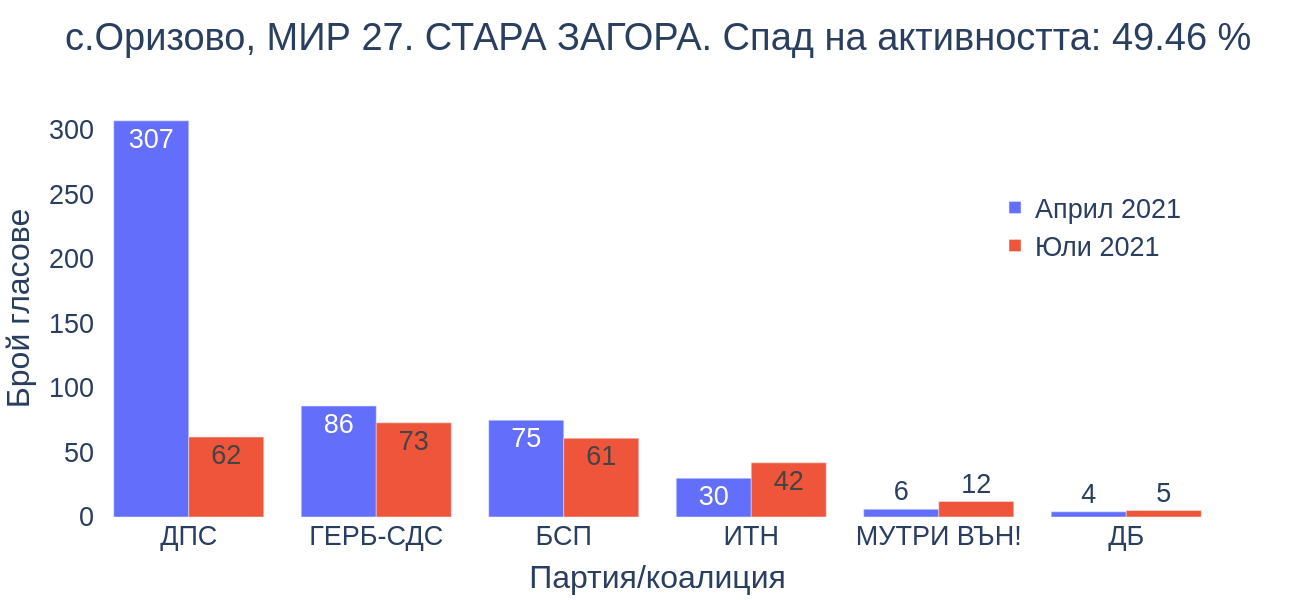 с.Оризово, МИР 27. СТАРА ЗАГОРА. Спад на активността: 49.46 %
Брой гласове
300
250
200
150
100
50
0
307
62
86
73
75
61
30
42
6
12
4
5
Април 2021
Юли 2021
ДПС
ГЕРБ-СДС
БСП
ИТН
МУТРИ ВЪН!
ДБ
Партия/коалиция